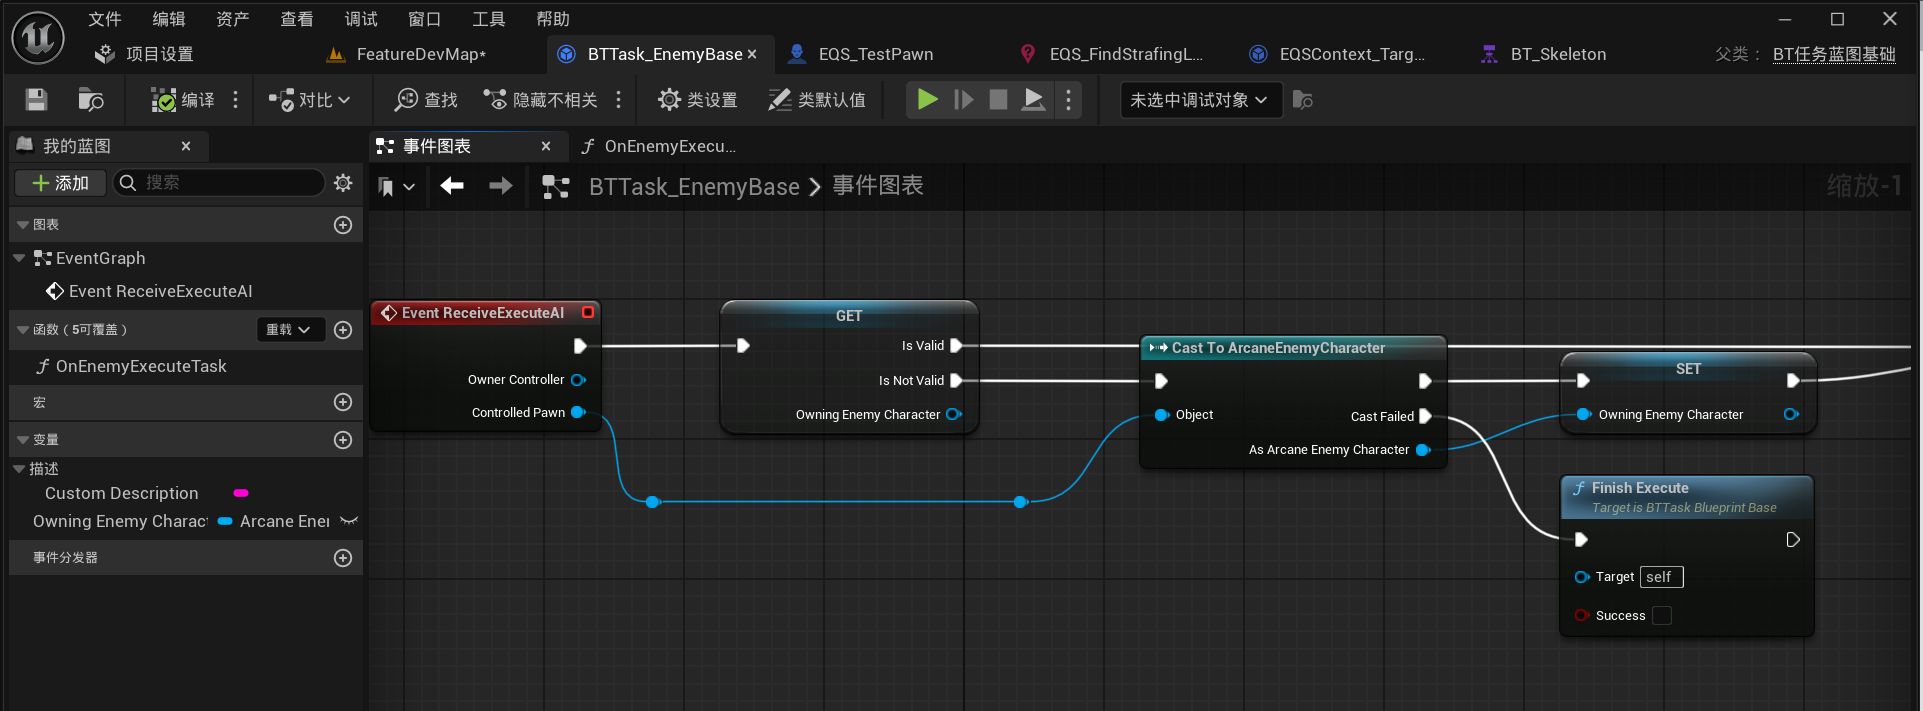 文件 编辑 资产 查看 调试 窗口 工具 帮助
项目设置 FeatureDevMap* BTTask_EnemyBase EQS_TestPawn EQS_FindStrafingL... EQSContext_Targ... BT_Skeleton 父类： BT任务蓝图基础
编译 对比 查找 隐藏不相关 类设置 类默认值 未选中调试对象
我的蓝图 事件图表 OnEnemyExecu...
添加 搜索 BTTask_EnemyBase 事件图表 缩放-1
图表
EventGraph
Event ReceiveExecuteAI
函数（5可覆盖） 重载
OnEnemyExecuteTask
宏
变量
描述
Custom Description
Owning Enemy Charact Arcane Ener
事件分发器
Event ReceiveExecuteAI
Owner Controller
Controlled Pawn
GET
Is Valid
Is Not Valid
Owning Enemy Character
Cast To ArcaneEnemyCharacter
Object
Cast Failed
As Arcane Enemy Character
SET
Owning Enemy Character
Finish Execute
Target is BTTask Blueprint Base
Target self
Success